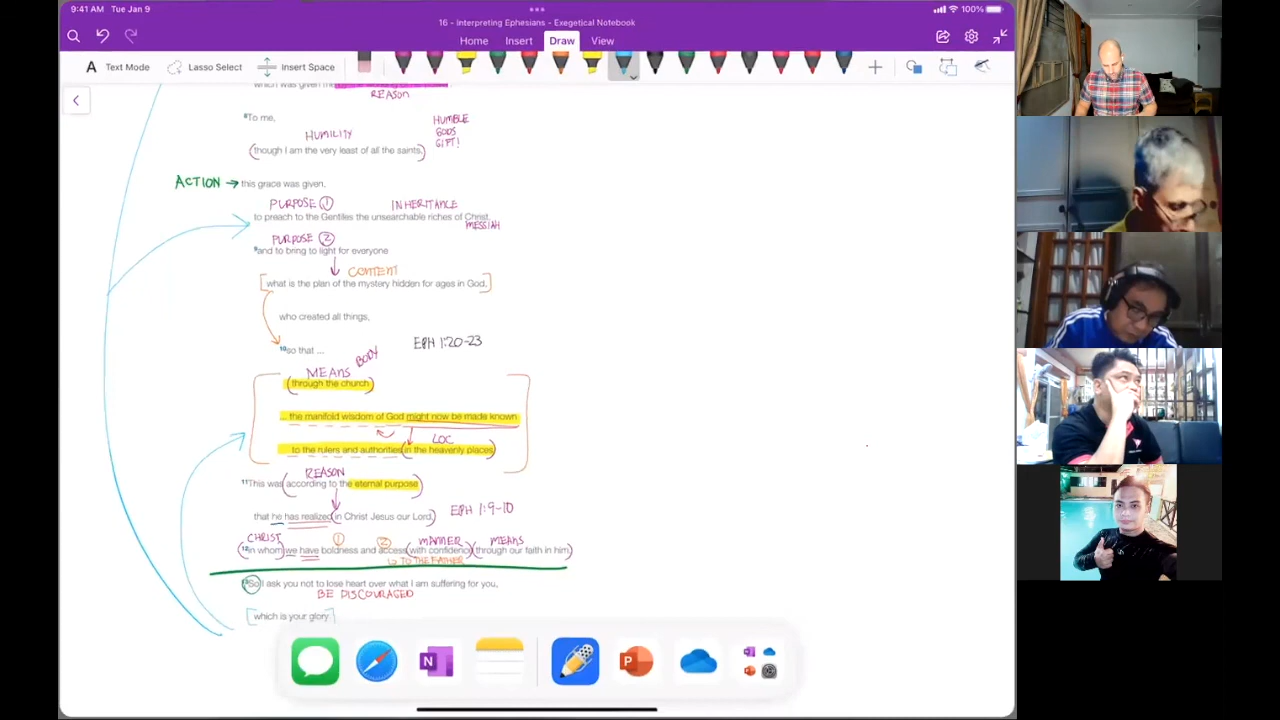 9:41 AM Tue Jan 9
100%
16 - Interpreting Ephesians - Exegetical Notebook
Home Insert Draw View
A Text Mode Lasso Select Insert Space
which was given me
REASON
8To me,
HUMILITY
HUMBLE
GODS
GIFT!
(though I am the very least of all the saints,)
ACTION → this grace was given,
PURPOSE 1 INHERITANCE
to preach to the Gentiles the unsearchable riches of Christ,
MESSIAH
PURPOSE 2
9and to bring to light for everyone
CONTENT
[what is the plan of the mystery hidden for ages in God,]
who created all things,
EPH 1:20-23
10so that ...
BODY
MEANS
(through the church)
... the manifold wisdom of God might now be made known
LOC
... to the rulers and authorities (in the heavenly places)
REASON
11This was (according to the eternal purpose)
EPH 1:9-10
that he has realized (in Christ Jesus our Lord,)
CHRIST 1 2 MANNER MEANS
(12in whom) we have boldness and access (with confidence) (through our faith in him.)
TO THE FATHER
13So I ask you not to lose heart over what I am suffering for you,
BE DISCOURAGED
[which is your glory.]
N
P